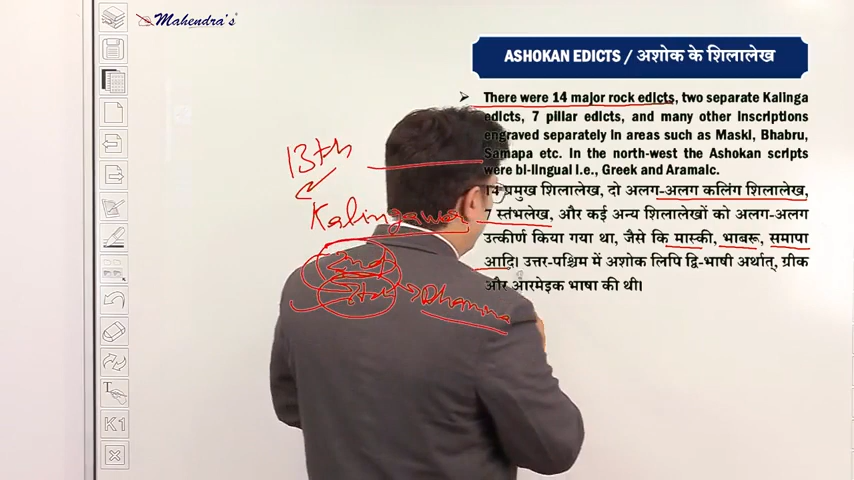 Mahendra's
ASHOKAN EDICTS / अशोक के शिलालेख
There were 14 major rock edicts, two separate Kalinga
edicts, 7 pillar edicts, and many other inscriptions
engraved separately in areas such as Maski, Bhabru,
Samapa etc. In the north-west the Ashokan scripts
were bi-lingual i.e., Greek and Aramaic.
14 प्रमुख शिलालेख, दो अलग-अलग कलिंग शिलालेख,
7 स्तंभलेख, और कई अन्य शिलालेखों को अलग-अलग
उत्कीर्ण किया गया था, जैसे कि मास्की, भाबरू, समापा
आदि। उत्तर-पश्चिम में अशोक लिपि द्वि-भाषी अर्थात्, ग्रीक
और आरमेइक भाषा की थी।
13th
Kalingawar
2nd
Dhamma
T
K1